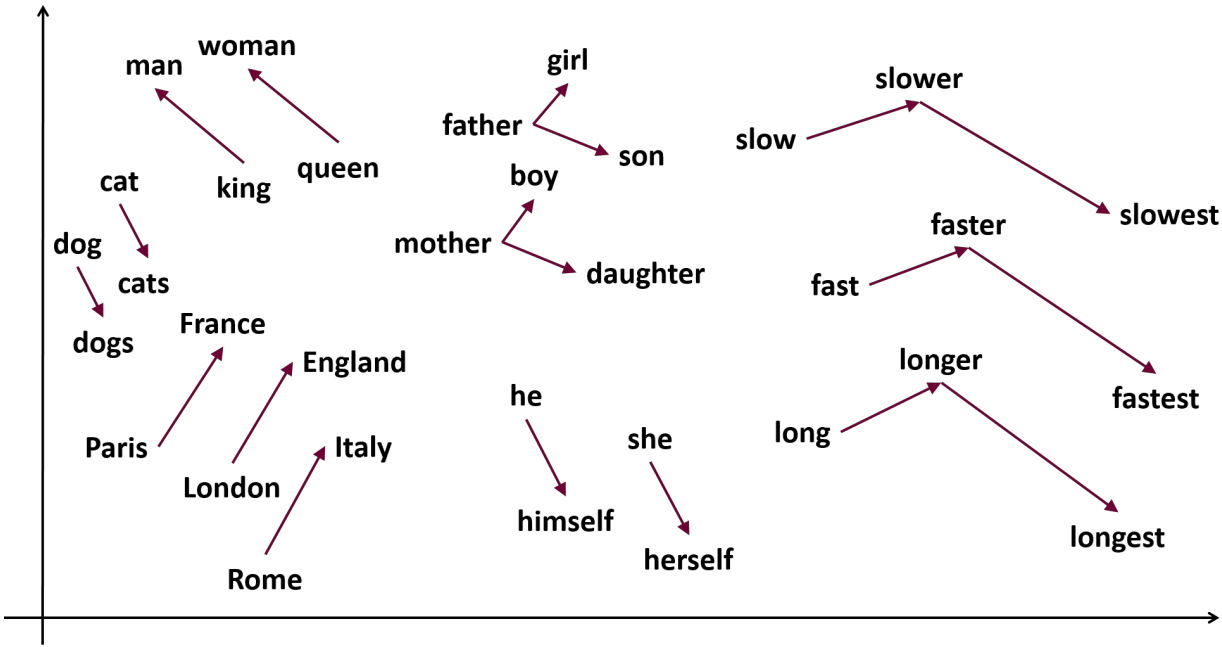 woman
man
girl
slower
father
slow
son
boy
queen
cat
king
slowest
faster
dog
mother
daughter
cats
fast
France
dogs
England
longer
he
fastest
Paris
Italy
she
long
London
himself
longest
herself
Rome